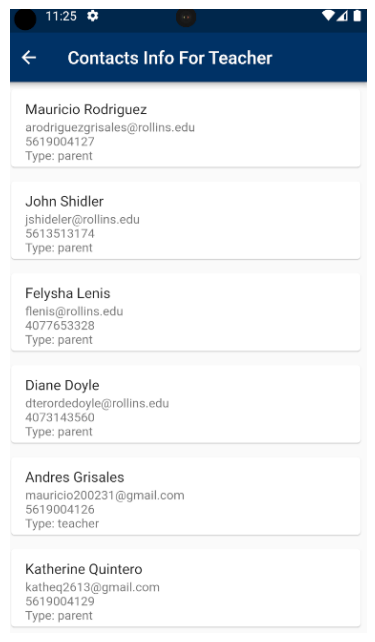 11:25
Contacts Info For Teacher
Mauricio Rodriguez
arodriguezgrisales@rollins.edu
5619004127
Type: parent
John Shidler
jshideler@rollins.edu
5613513174
Type: parent
Felysha Lenis
flenis@rollins.edu
4077653328
Type: parent
Diane Doyle
dterordedoyle@rollins.edu
4073143560
Type: parent
Andres Grisales
mauricio200231@gmail.com
5619004126
Type: teacher
Katherine Quintero
katheq2613@gmail.com
5619004129
Type: parent